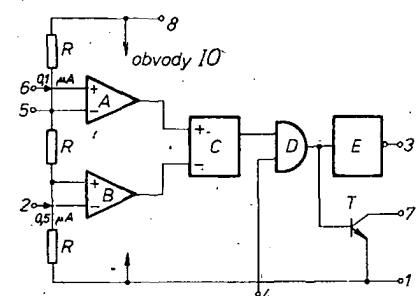 8
R
obvody IO
6 0,1 μA + A
5 -
+ C - D E 3
R
+ B
2 0,5 μA -
T 7
R
- 1
4